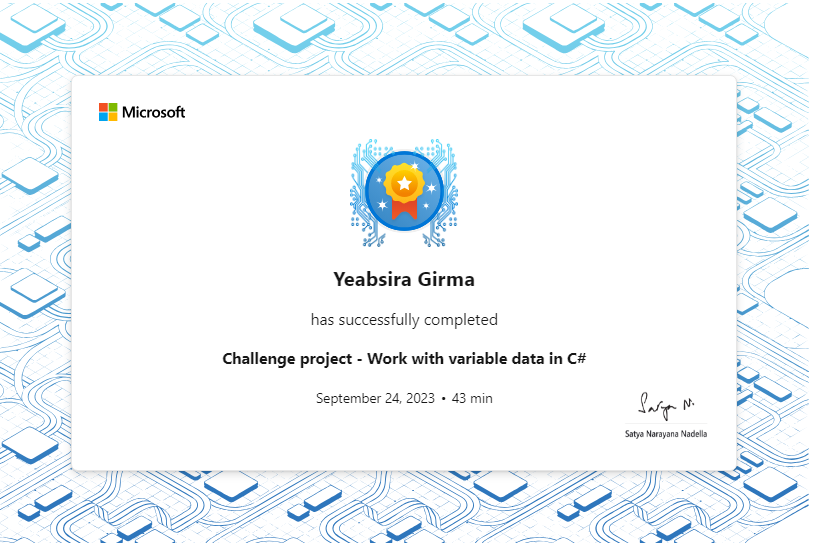 Microsoft
Yeabsira Girma
has successfully completed
Challenge project - Work with variable data in C#
September 24, 2023 • 43 min
Satya N.
Satya Narayana Nadella